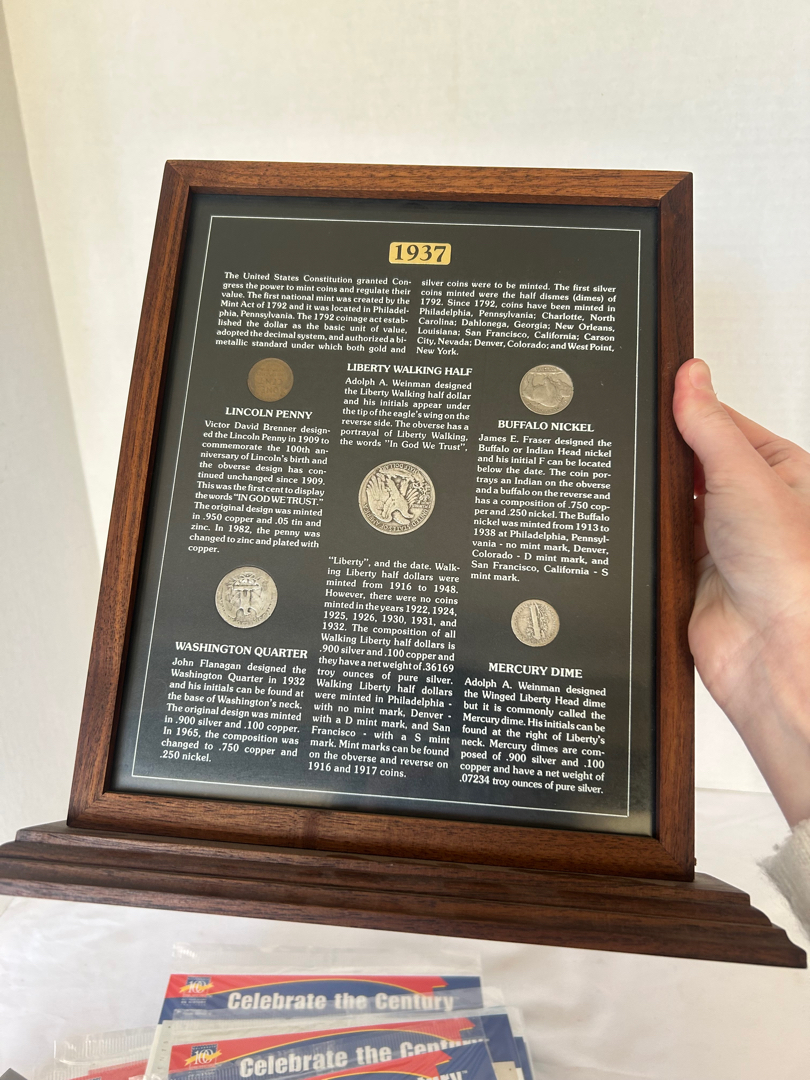 1937
The United States Constitution granted Con-
gress the power to mint coins and regulate their
value. The first national mint was created by the
Mint Act of 1792 and it was located in Philadel-
phia, Pennsylvania. The 1792 coinage act estab-
lished the dollar as the basic unit of value,
adopted the decimal system, and authorized a bi-
metallic standard under which both gold and
silver coins were to be minted. The first silver
coins minted were the half dismes (dimes) of
1792. Since 1792, coins have been minted in
Philadelphia, Pennsylvania; Charlotte, North
Carolina; Dahlonega, Georgia; New Orleans,
Louisiana; San Francisco, California; Carson
City, Nevada; Denver, Colorado; and West Point,
New York.
LINCOLN PENNY
Victor David Brenner design-
ed the Lincoln Penny in 1909 to
commemorate the 100th an-
niversary of Lincoln's birth and
the obverse design has con-
tinued unchanged since 1909.
This was the first cent to display
the words "IN GOD WE TRUST."
The original design was minted
in .950 copper and .05 tin and
zinc. In 1982, the penny was
changed to zinc and plated with
copper.
LIBERTY WALKING HALF
Adolph A. Weinman designed
the Liberty Walking half dollar
and his initials appear under
the tip of the eagle's wing on the
reverse side. The obverse has a
portrayal of Liberty Walking,
the words "In God We Trust",
"Liberty", and the date. Walk-
ing Liberty half dollars were
minted from 1916 to 1948.
However, there were no coins
minted in the years 1922, 1924,
1925, 1926, 1930, 1931, and
1932. The composition of all
Walking Liberty half dollars is
.900 silver and .100 copper and
they have a net weight of .36169
troy ounces of pure silver.
Walking Liberty half dollars
were minted in Philadelphia -
with no mint mark, Denver -
with a D mint mark, and San
Francisco - with a S mint
mark. Mint marks can be found
on the obverse and reverse on
1916 and 1917 coins.
BUFFALO NICKEL
James E. Fraser designed the
Buffalo or Indian Head nickel
and his initial F can be located
below the date. The coin por-
trays an Indian on the obverse
and a buffalo on the reverse and
has a composition of .750 cop-
per and .250 nickel. The Buffalo
nickel was minted from 1913 to
1938 at Philadelphia, Pennsyl-
vania - no mint mark, Denver,
Colorado - D mint mark, and
San Francisco, California - S
mint mark.
WASHINGTON QUARTER
John Flanagan designed the
Washington Quarter in 1932
and his initials can be found at
the base of Washington's neck.
The original design was minted
in .900 silver and .100 copper.
In 1965, the composition was
changed to .750 copper and
.250 nickel.
MERCURY DIME
Adolph A. Weinman designed
the Winged Liberty Head dime
but it is commonly called the
Mercury dime. His initials can be
found at the right of Liberty's
neck. Mercury dimes are com-
posed of .900 silver and .100
copper and have a net weight of
.07234 troy ounces of pure silver.
Celebrate the Century
Celebrate the Century
Celebrate the Century